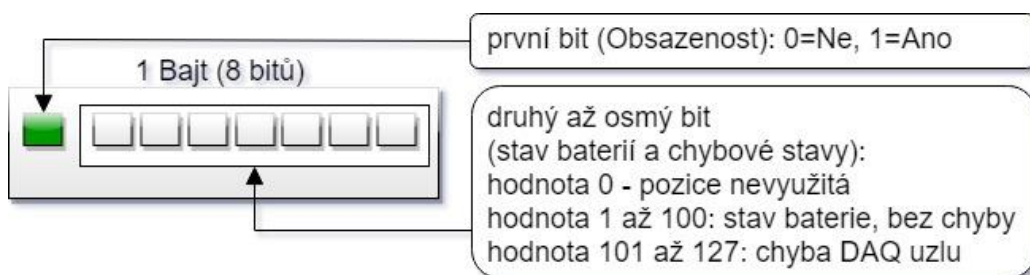 první bit (Obsazenost): 0=Ne, 1=Ano
1 Bajt (8 bitů)
druhý až osmý bit
(stav baterií a chybové stavy):
hodnota 0 - pozice nevyužitá
hodnota 1 až 100: stav baterie, bez chyby
hodnota 101 až 127: chyba DAQ uzlu